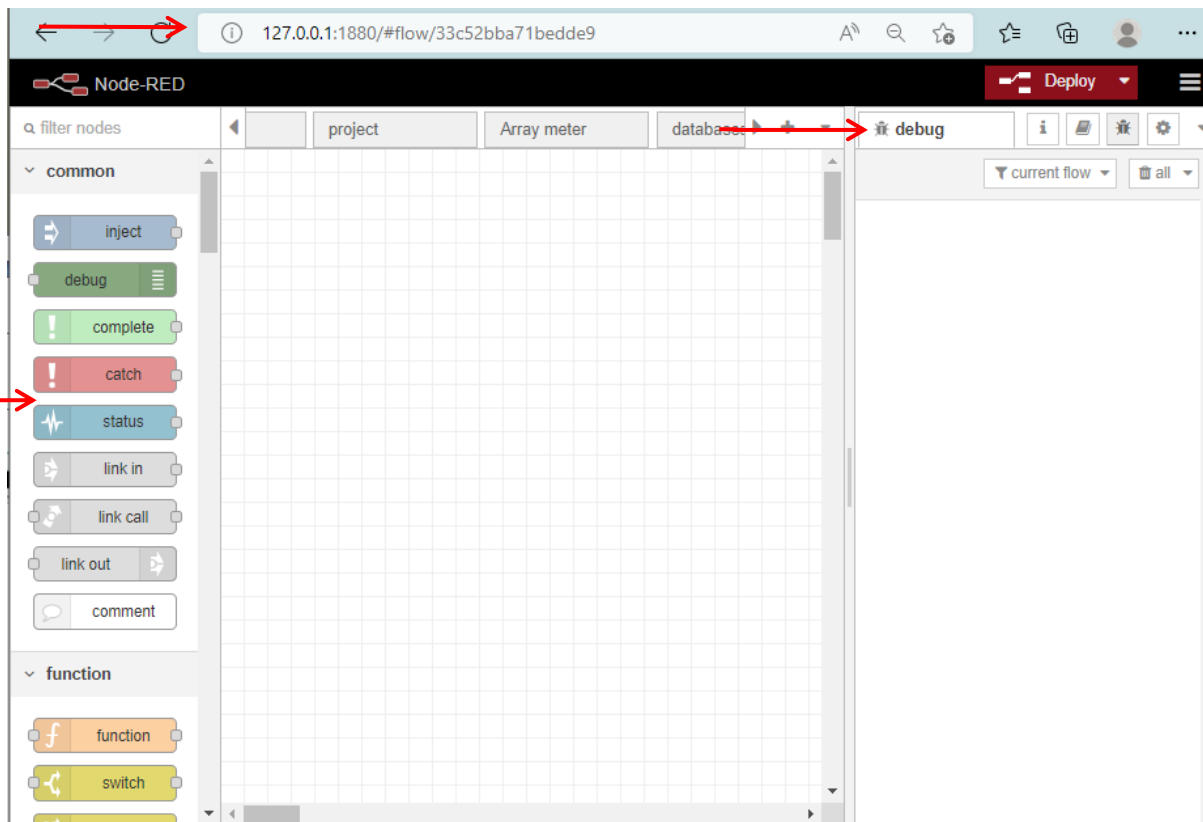 127.0.0.1:1880/#flow/33c52bba71bedde9
Node-RED
Deploy
filter nodes
project
Array meter
debug
i
common
current flow
all
inject
debug
complete
catch
status
link in
link call
link out
comment
function
function
switch